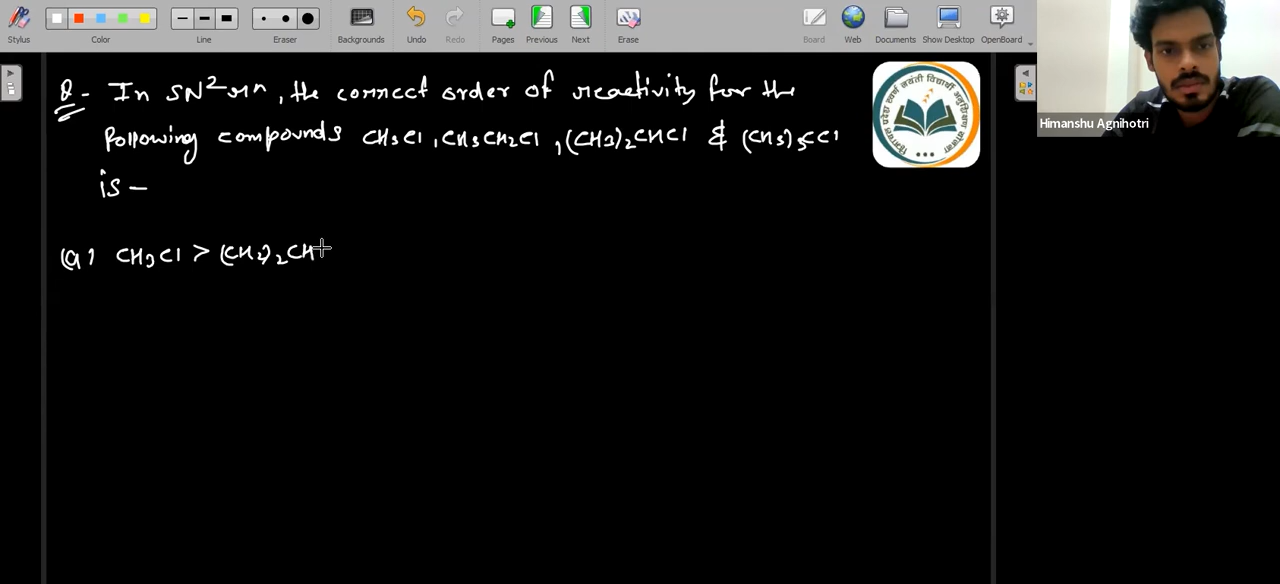 Stylus
Color
Line
Eraser
Backgrounds
Undo
Redo
Pages
Previous
Next
Erase
Board
Web
Documents
Show Desktop
OpenBoard
Himanshu Agnihotri
Q- In SN2 rxn, the correct order of reactivity for the
following compounds CH3Cl, CH3CH2Cl, (CH3)2CHCl & (CH3)3CCl
is -
(a) CH3Cl > (CH3)2CH